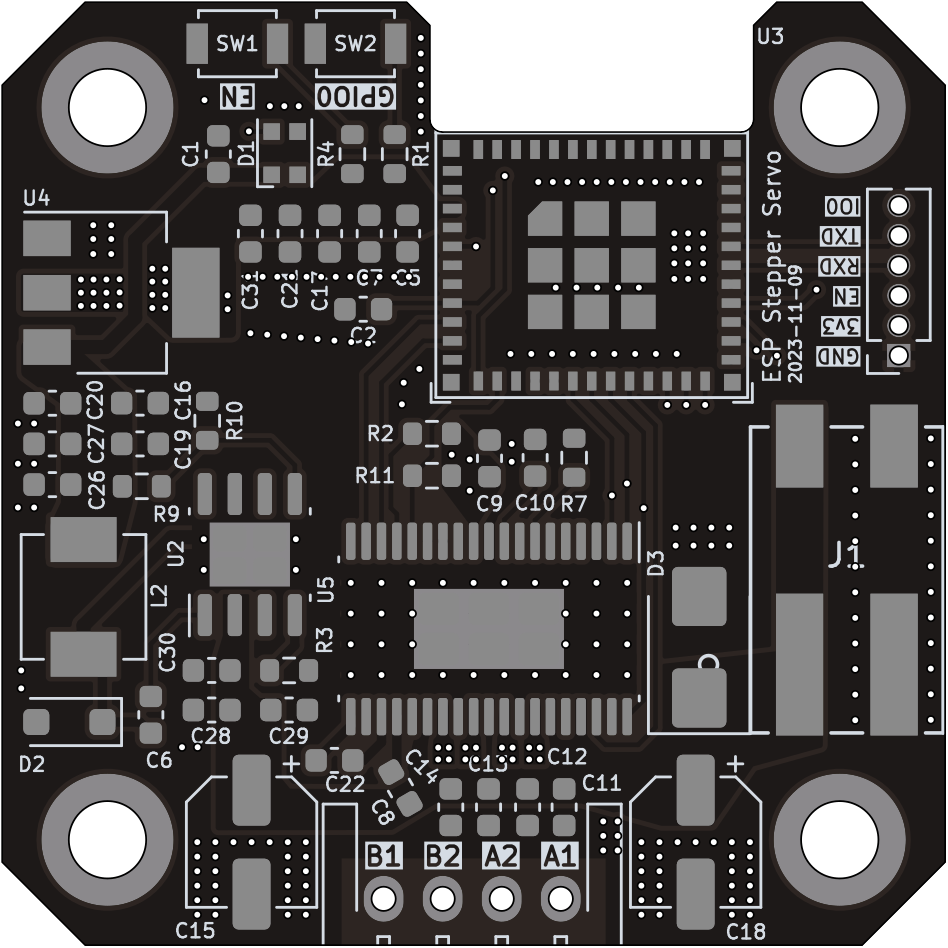 SW1
SW2
U3
EN
GPIO0
C1
D1
R4
R1
U4
ESP Stepper Servo
2023-11-09
IO0
TXD
RXD
EN
3v3
GND
C31
C17
C7
C5
C2
C20
C16
R10
C27
C19
C26
R2
R11
C9
C10
R7
R9
U2
U5
D3
J1
L2
C30
R3
C28
C29
D2
C6
+
+
C22
C14
C13
C12
C8
C11
B1
B2
A2
A1
C15
C18